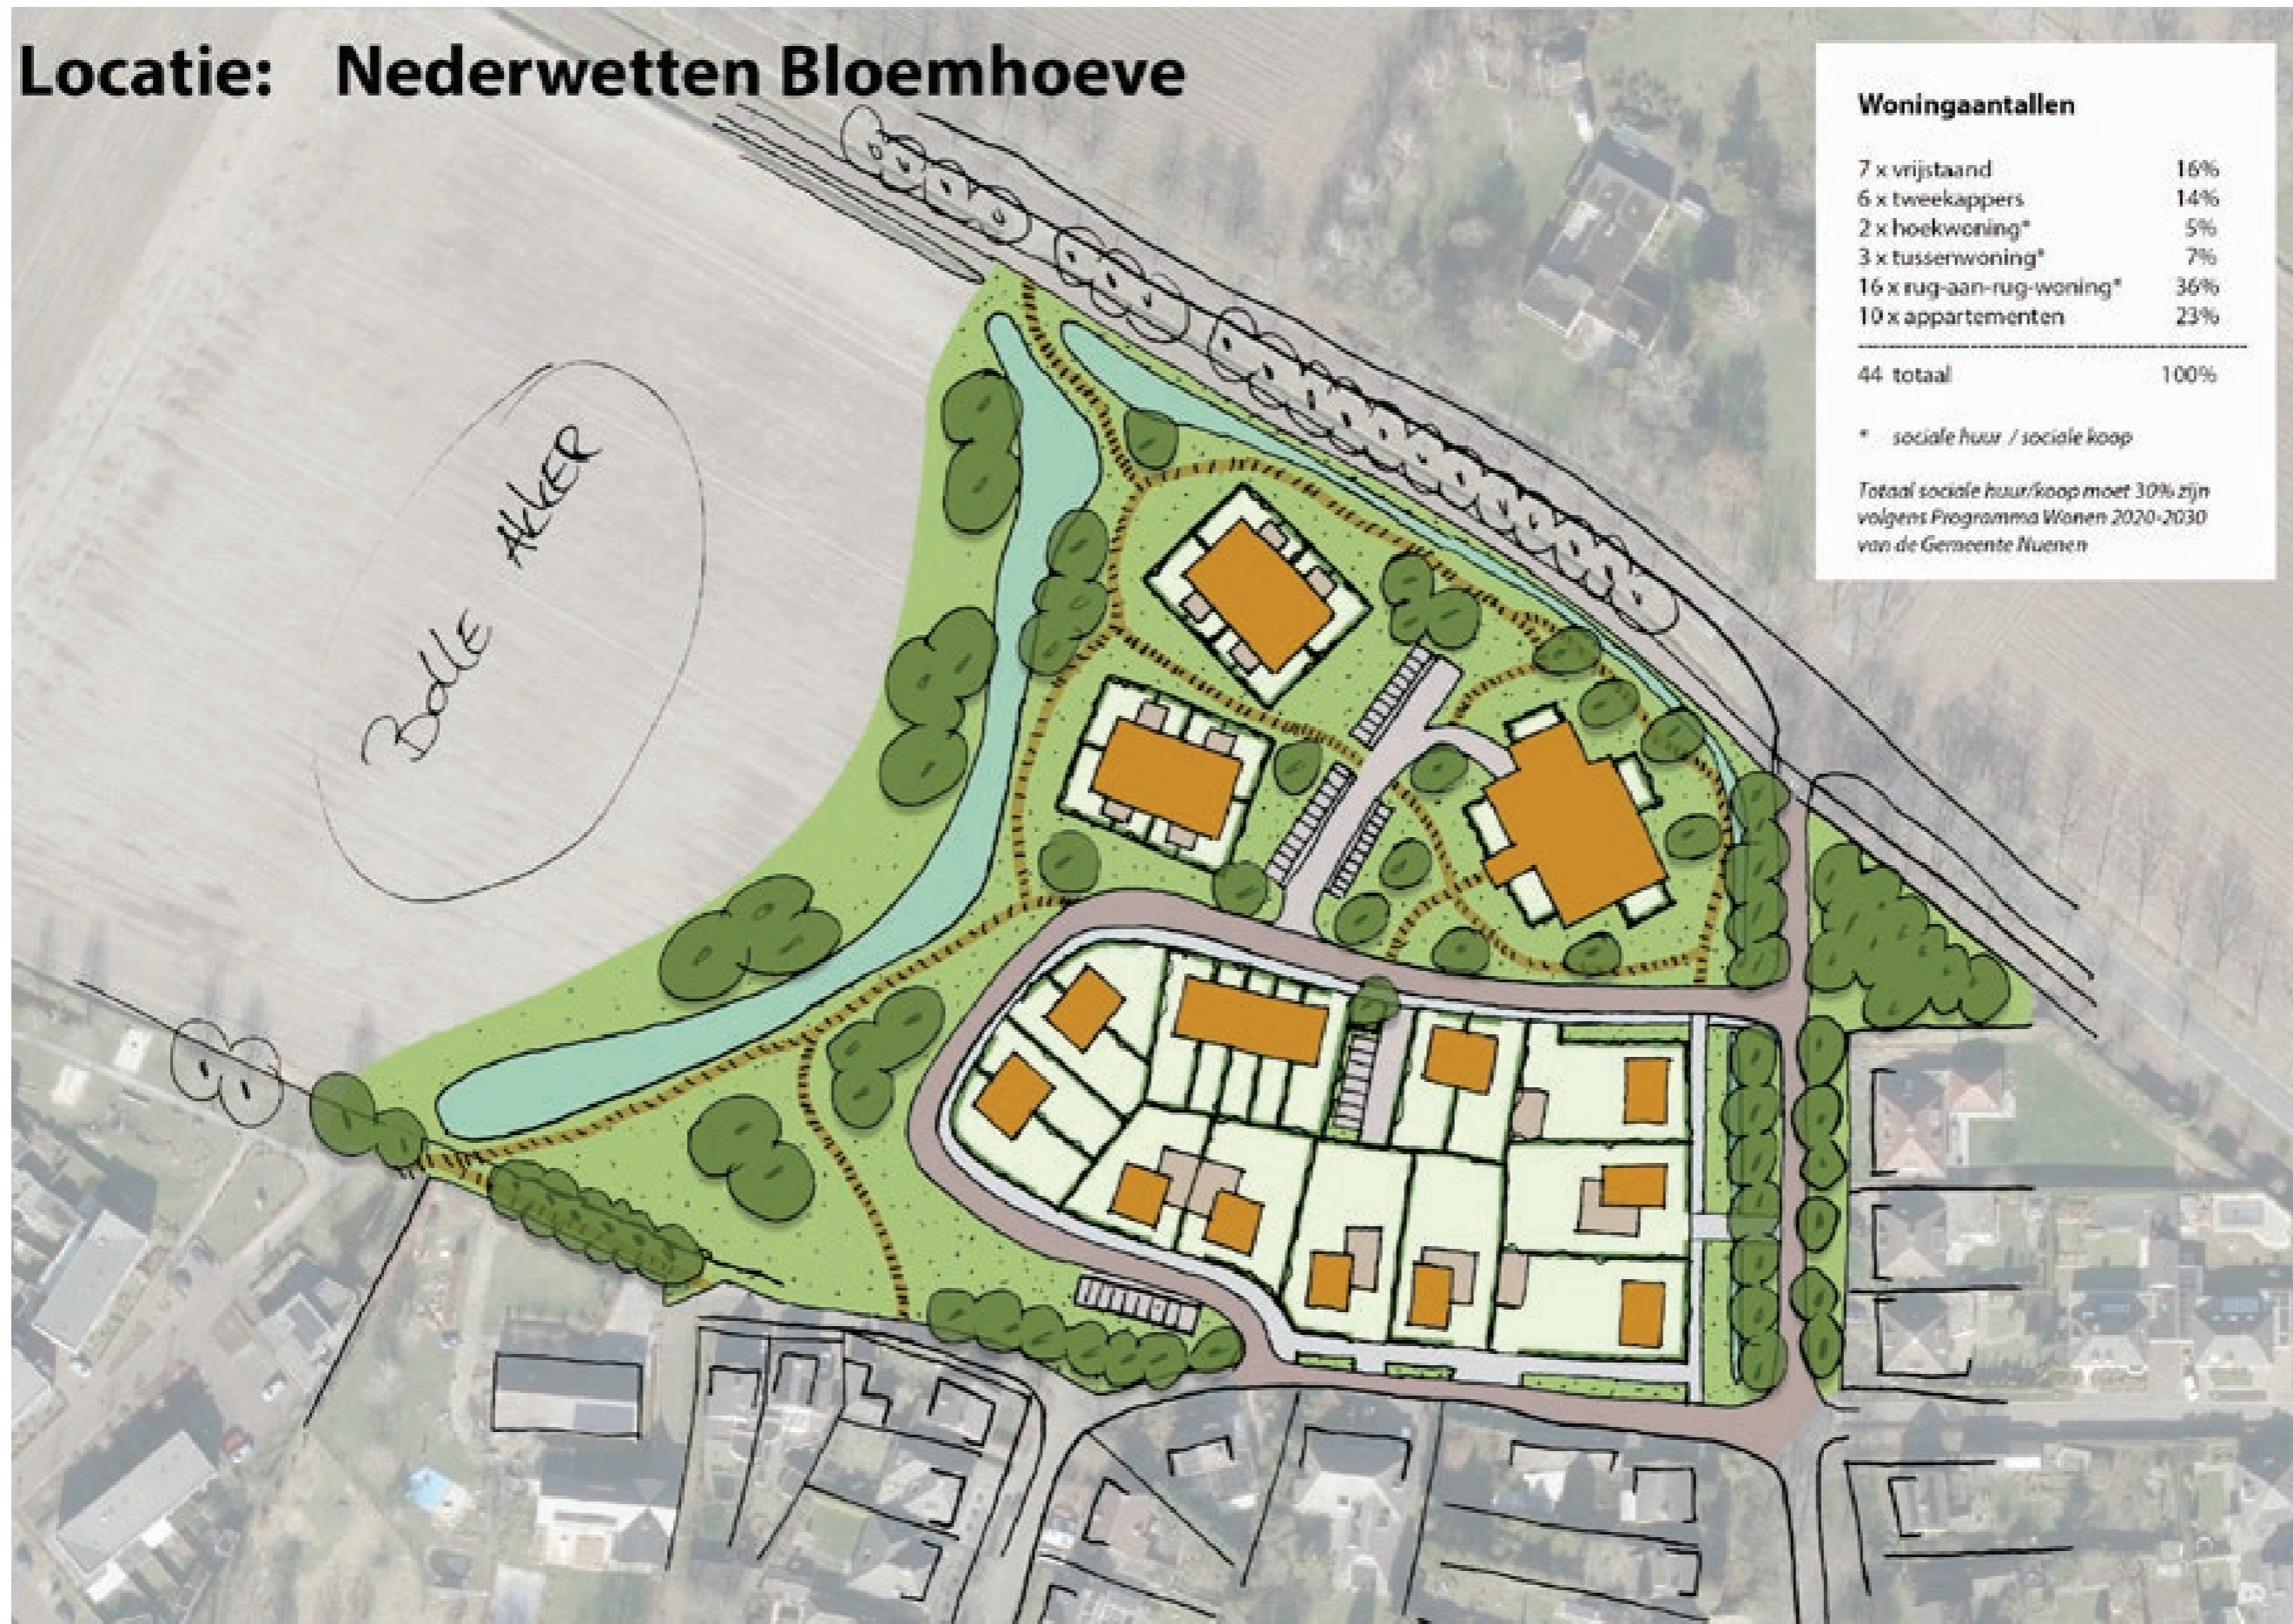 Locatie: Nederwetten Bloemhoeve
Woningaantallen
7 x vrijstaand 16%
6 x tweekappers 14%
2 x hoekwoning* 5%
3 x tussenwoning* 7%
16 x rug-aan-rug-woning* 36%
10 x appartementen 23%
44 totaal 100%
* sociale huur / sociale koop
Totaal sociale huur/koop moet 30% zijn
volgens Programma Wonen 2020-2030
van de Gemeente Nuenen
BOLLE AKKER